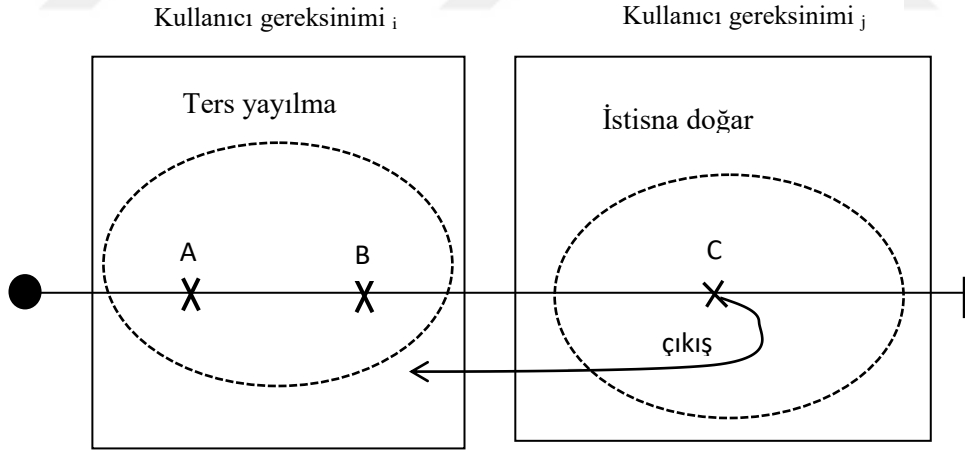 Kullanıcı gereksinimi i
Kullanıcı gereksinimi j
Ters yayılma
İstisna doğar
A
B
C
çıkış